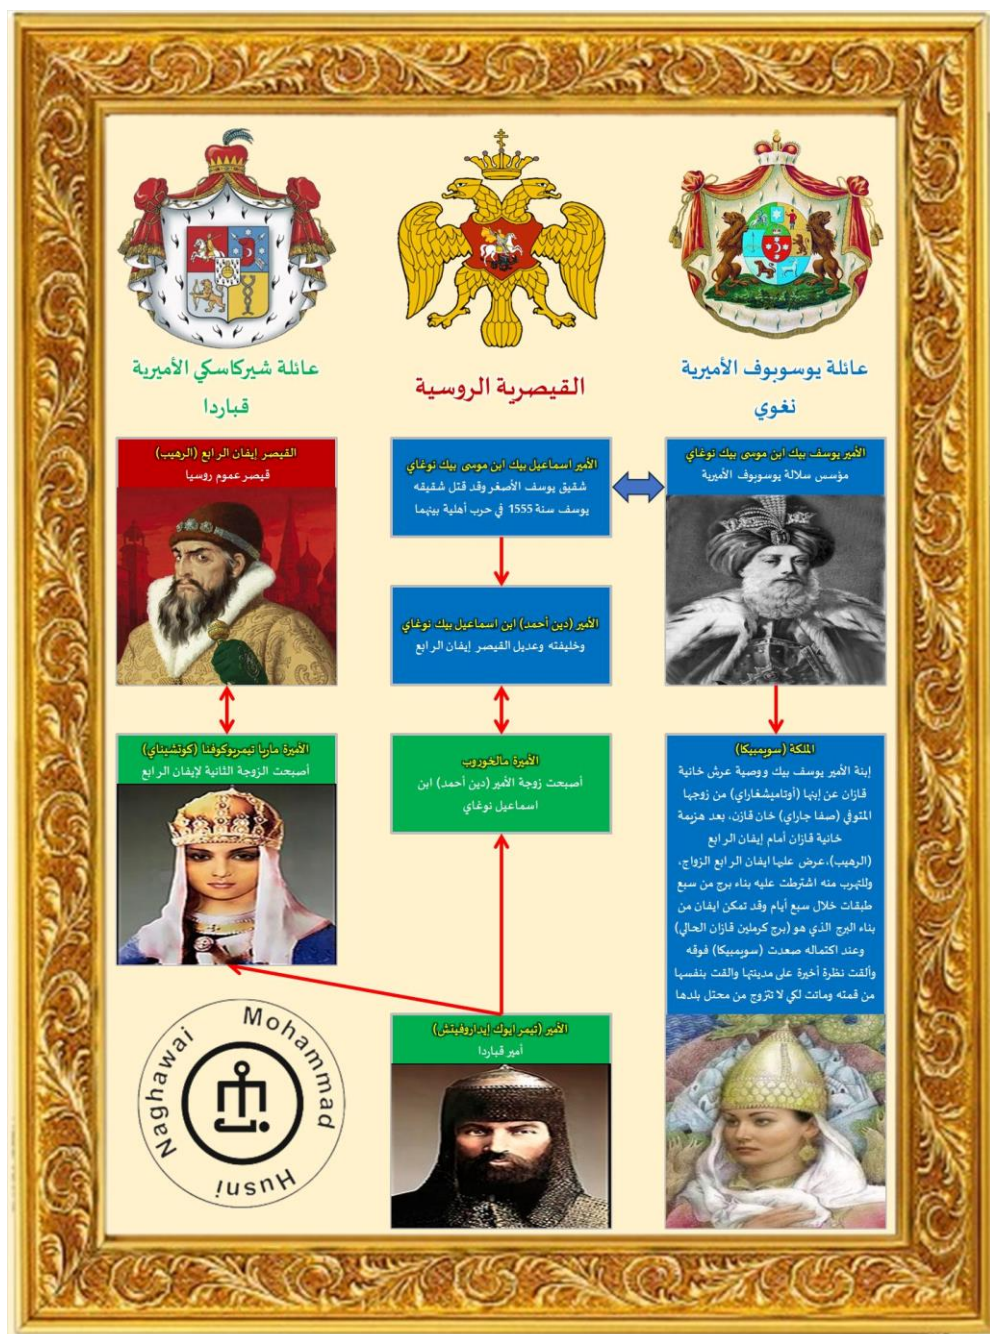 عائلة يوسوبوف الأميرية
نغوي
القيصرية الروسية
عائلة شيركاسكي الأميرية
قباردا
الأمير يوسف بيك ابن موسى بيك نوغاي
مؤسس سلالة يوسوبوف الأميرية
الأمير اسماعيل بيك ابن موسى بيك نوغاي
شقيق يوسف الأصغر وقد قتل شقيقه
يوسف سنة 1555 في حرب أهلية بينهما
القيصر إيفان الرابع (الرهيب)
قيصر عموم روسيا
الأمير (دين أحمد) ابن اسماعيل بيك نوغاي
وخليفته وعديل القيصر إيفان الرابع
الملكة (سويمبيكا)
إبنة الأمير يوسف بيك ووصية عرش خانية
قازان عن إبنها (أوتاميشغاراي) من زوجها
المتوفي (صفا جاراي) خان قازن، بعد هزيمة
خانية قازان أمام إيفان الرابع
(الرهيب)،عرض عليها ايفان الرابع الزواج،
وللتهرب منه اشترطت عليه بناء برج من سبع
طبقات خلال سبع أيام وقد تمكن ايفان من
بناء البرج الذي هو (برج كرملين قازان الحالي)
وعند اكتماله صعدت (سويمبيكا) فوقه
وألقت نظرة أخيرة على مدينتها والقت بنفسها
من قمته وماتت لكي لا تتزوج من محتل بلدها
الأميرة مالخوروب
أصبحت زوجة الأمير (دين أحمد) ابن
اسماعيل نوغاي
الأميرة ماريا تيمريوكوفنا (كوتشيناي)
أصبحت الزوجة الثانية لإيفان الرابع
الأمير (تيمرايوك إيداروفيتش)
أمير قباردا
Mohammad
Husni
Naghawai